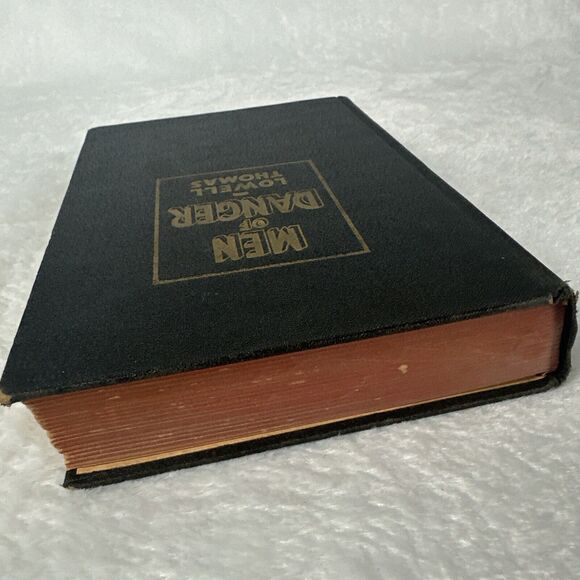 MEN
OF
DANGER
LOWELL
THOMAS